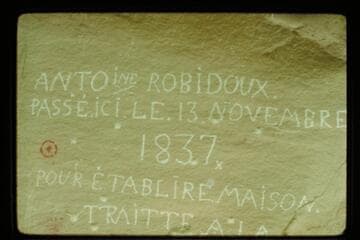 ANTOINE ROBIDOUX
PASSÉ ICI LE 13 NOVEMBRE
1837
POUR ÉTABLIRE MAISON
TRAITTE A LA